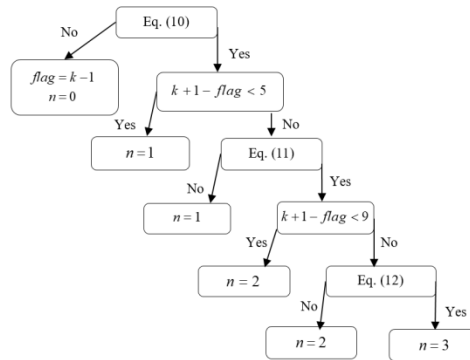 Eq. (10)
No
Yes
flag = k − 1
n = 0
k + 1 − flag < 5
Yes
No
n = 1
Eq. (11)
No
Yes
n = 1
k + 1 − flag < 9
Yes
No
n = 2
Eq. (12)
No
Yes
n = 2
n = 3